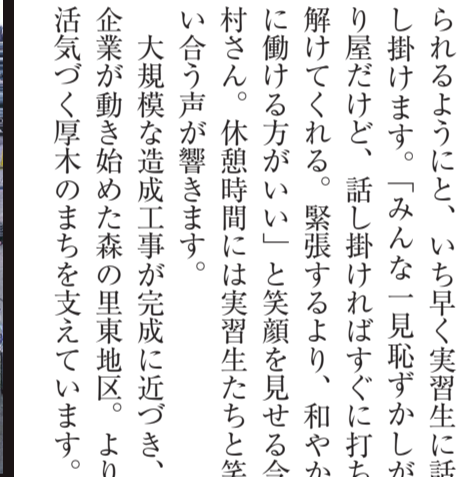 られるようにと、いち早く実習生に話
し掛けます。「みんな一見恥ずかしが
り屋だけど、話し掛ければすぐに打ち
解けてくれる。緊張するより、和やか
に働ける方がいい」と笑顔を見せる今
村さん。休憩時間には実習生たちと笑
い合う声が響きます。
大規模な造成工事が完成に近づき、
企業が動き始めた森の里東地区。より
活気づく厚木のまちを支えています。